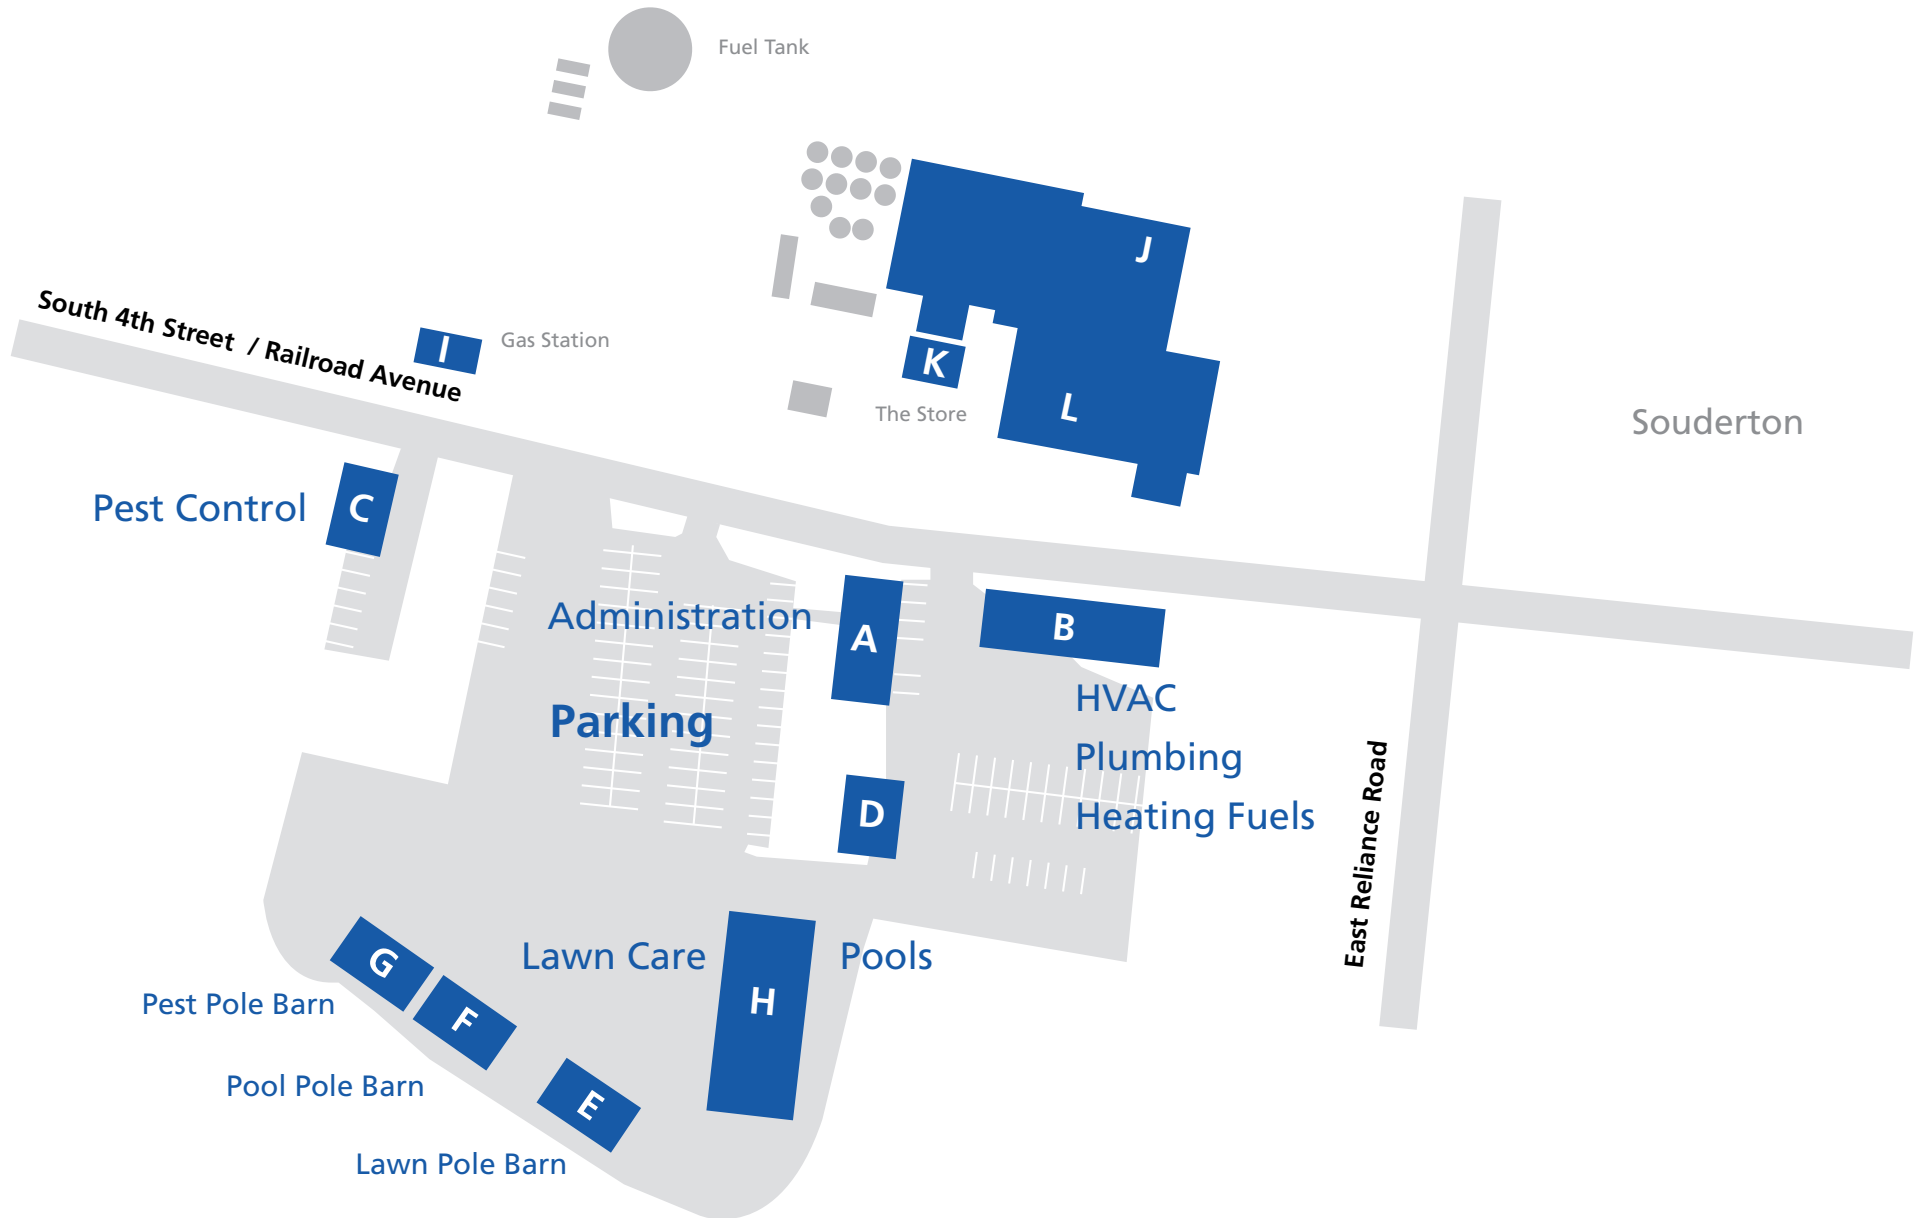 Fuel Tank
J
South 4th Street / Railroad Avenue
I
Gas Station
K
The Store
L
Souderton
Pest Control
C
Administration
A
B
Parking
HVAC
Plumbing
Heating Fuels
D
East Reliance Road
G
Lawn Care
H
Pools
Pest Pole Barn
F
Pool Pole Barn
E
Lawn Pole Barn